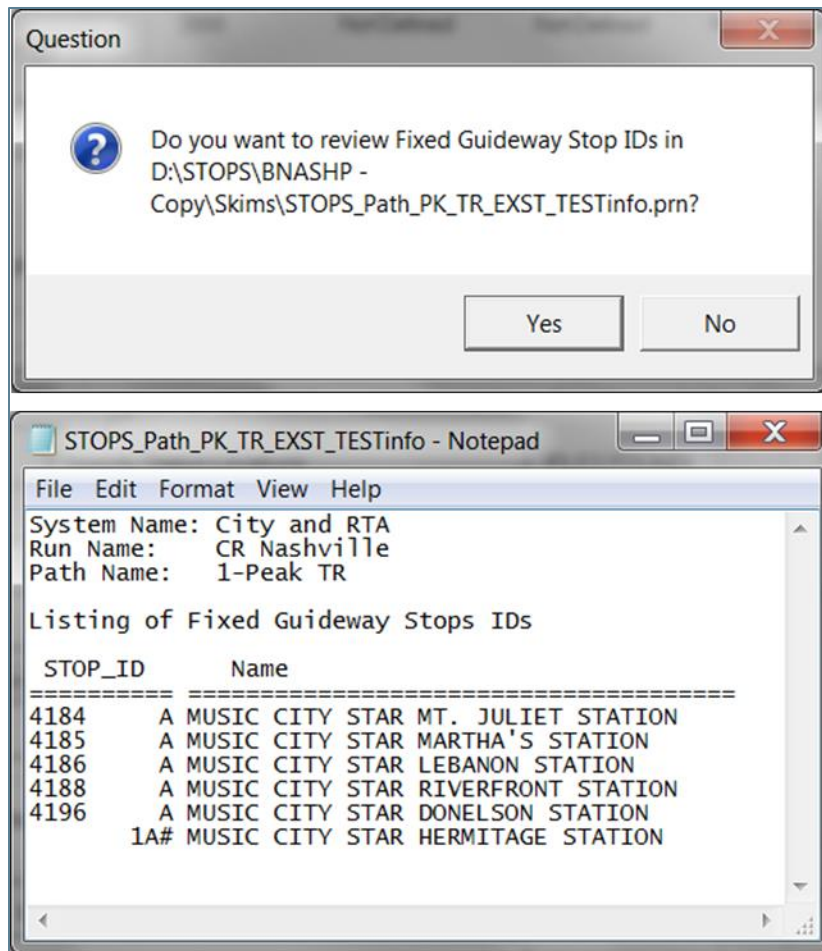 Question
Do you want to review Fixed Guideway Stop IDs in
D:\STOPS\BNASHP -
Copy\Skims\STOPS_Path_PK_TR_EXST_TESTinfo.prn?
Yes No
STOPS_Path_PK_TR_EXST_TESTinfo - Notepad
File Edit Format View Help
System Name: City and RTA
Run Name: CR Nashville
Path Name: 1-Peak TR
Listing of Fixed Guideway Stops IDs
STOP_ID Name
========== =======================================
4184 A MUSIC CITY STAR MT. JULIET STATION
4185 A MUSIC CITY STAR MARTHA'S STATION
4186 A MUSIC CITY STAR LEBANON STATION
4188 A MUSIC CITY STAR RIVERFRONT STATION
4196 A MUSIC CITY STAR DONELSON STATION
1A# MUSIC CITY STAR HERMITAGE STATION